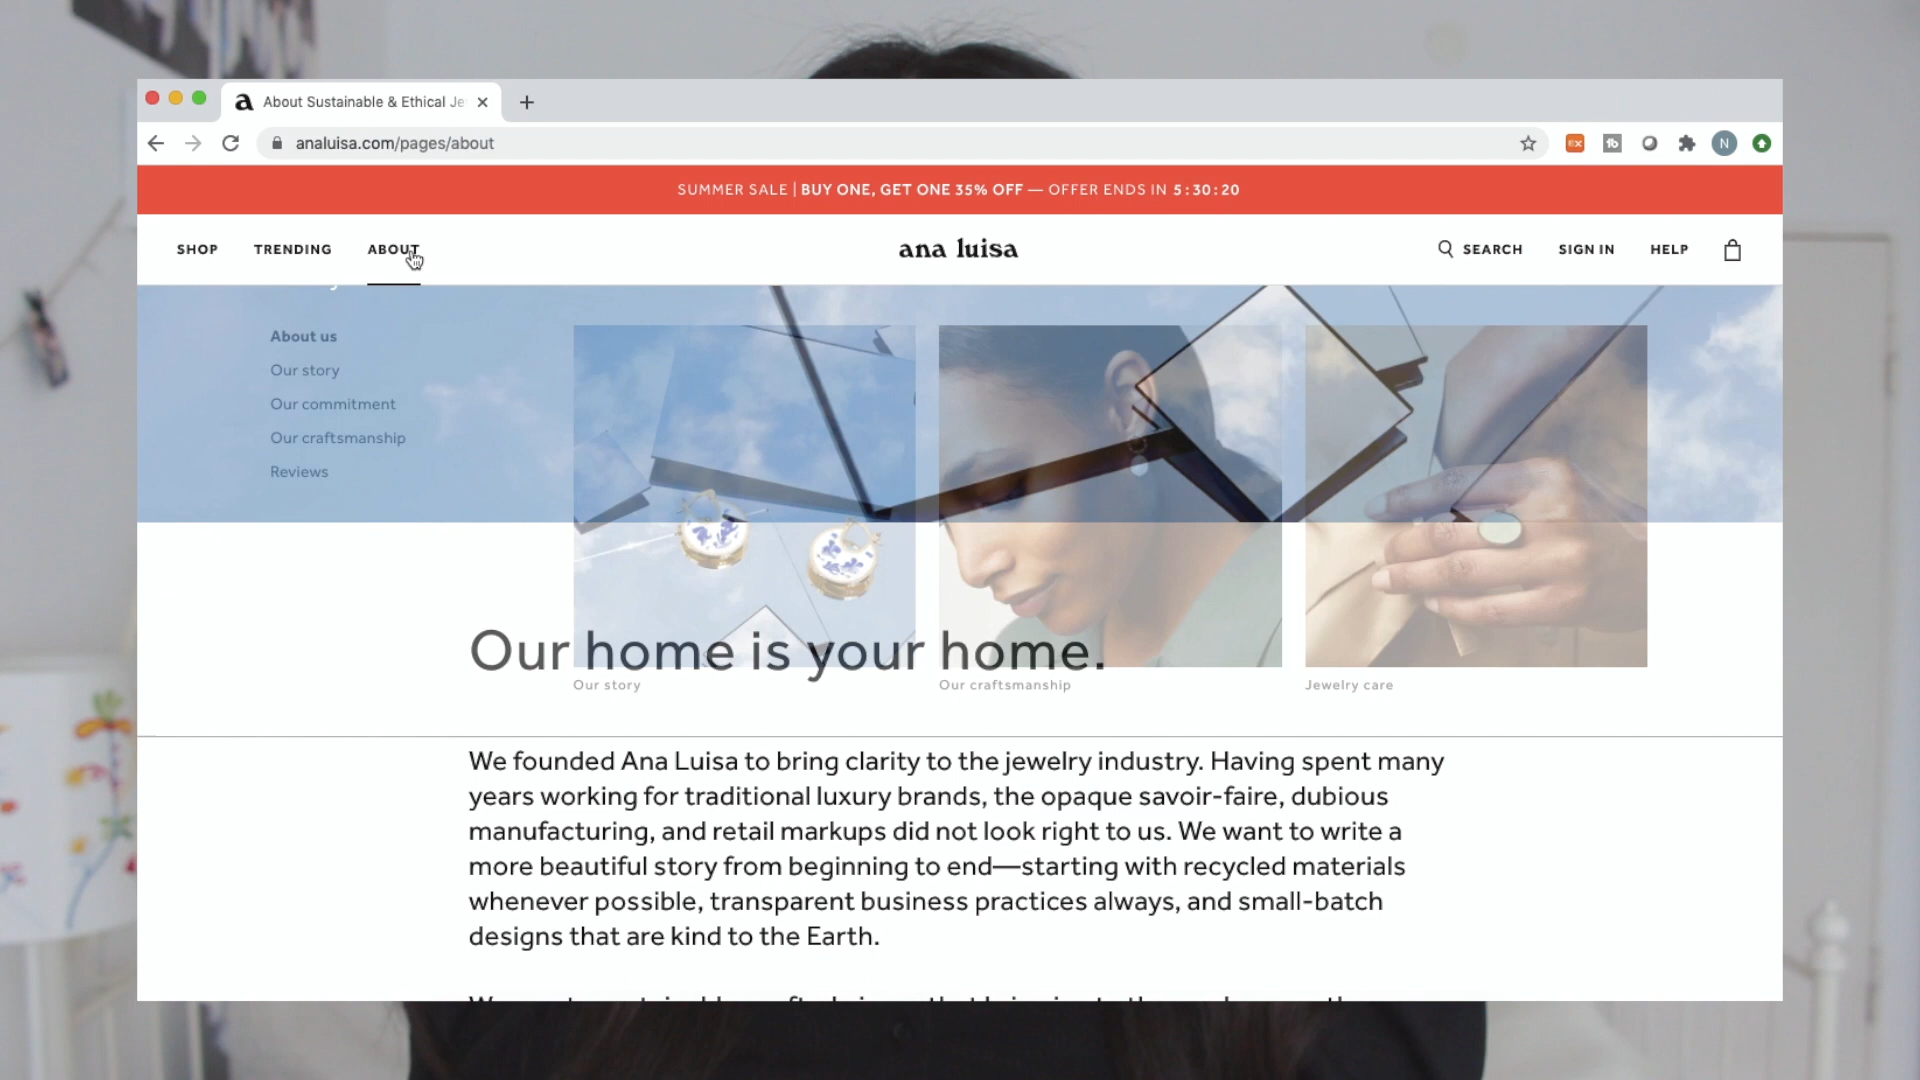 a About Sustainable & Ethical Je
analuisa.com/pages/about
N
SUMMER SALE | BUY ONE, GET ONE 35% OFF — OFFER ENDS IN 5:30:20
SHOP TRENDING ABOUT
ana luisa
SEARCH SIGN IN HELP
About us
Our story
Our commitment
Our craftsmanship
Reviews
Our home is your home.
Our story
Our craftsmanship
Jewelry care
We founded Ana Luisa to bring clarity to the jewelry industry. Having spent many
years working for traditional luxury brands, the opaque savoir-faire, dubious
manufacturing, and retail markups did not look right to us. We want to write a
more beautiful story from beginning to end—starting with recycled materials
whenever possible, transparent business practices always, and small-batch
designs that are kind to the Earth.